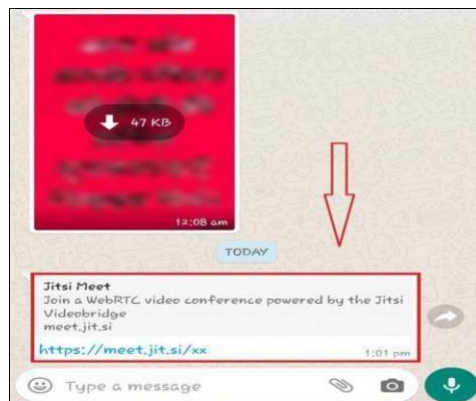 47 KB
12:08 am
TODAY
Jitsi Meet
Join a WebRTC video conference powered by the Jitsi
Videobridge
meet.jit.si
https://meet.jit.si/xx
1:01 pm
Type a message